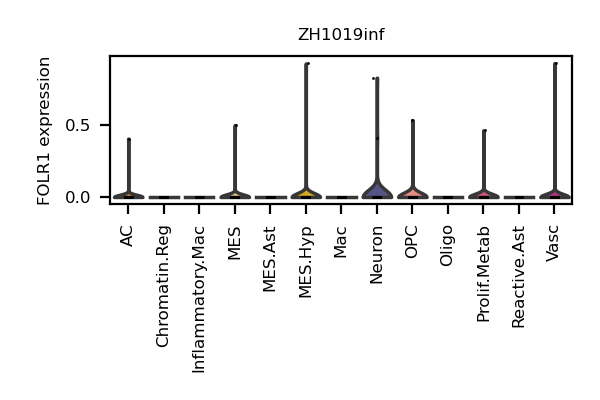 ZH1019inf
FOLR1 expression
0.5
0.0
AC
Chromatin.Reg
Inflammatory.Mac
MES
MES.Ast
MES.Hyp
Mac
Neuron
OPC
Oligo
Prolif.Metab
Reactive.Ast
Vasc